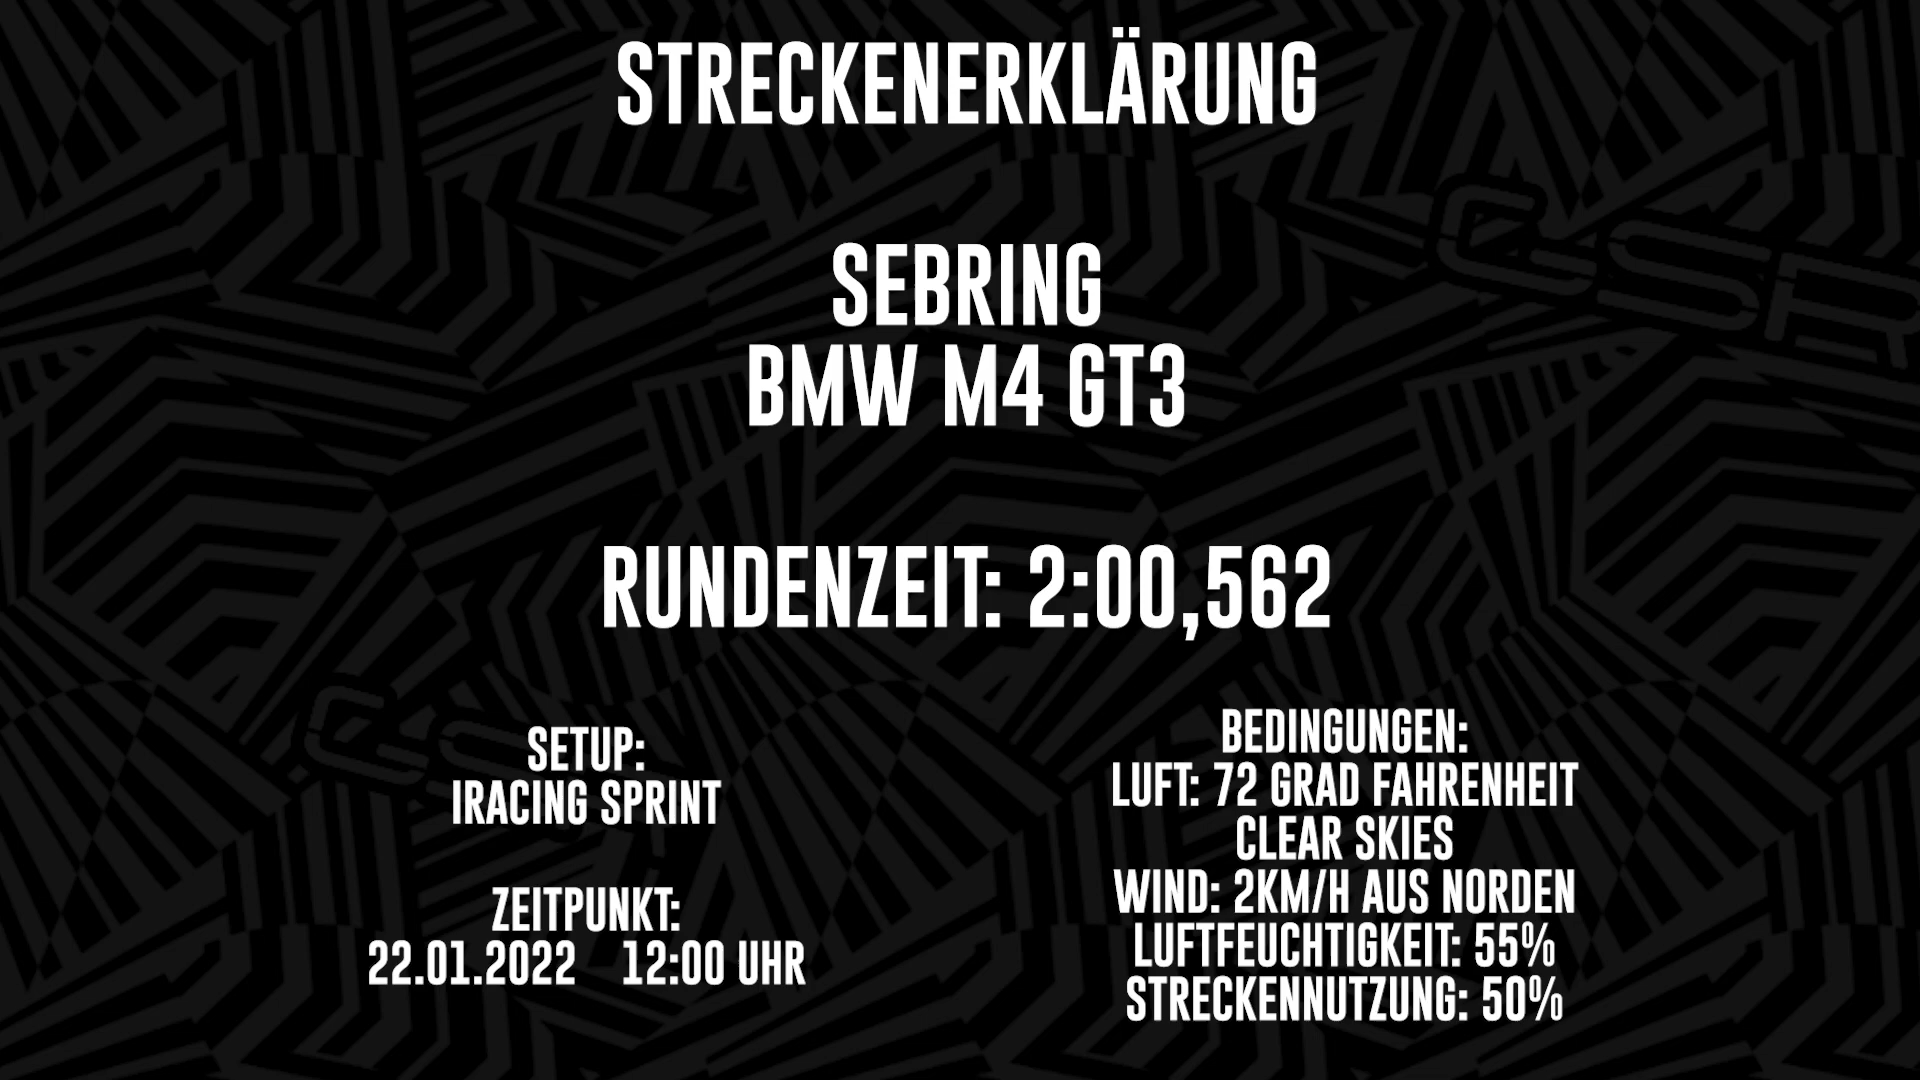 STRECKENERKLÄRUNG
SEBRING
BMW M4 GT3
RUNDENZEIT: 2:00,562
SETUP:
IRACING SPRINT
ZEITPUNKT:
22.01.2022 12:00 UHR
BEDINGUNGEN:
LUFT: 72 GRAD FAHRENHEIT
CLEAR SKIES
WIND: 2KM/H AUS NORDEN
LUFTFEUCHTIGKEIT: 55%
STRECKENNUTZUNG: 50%
GSR